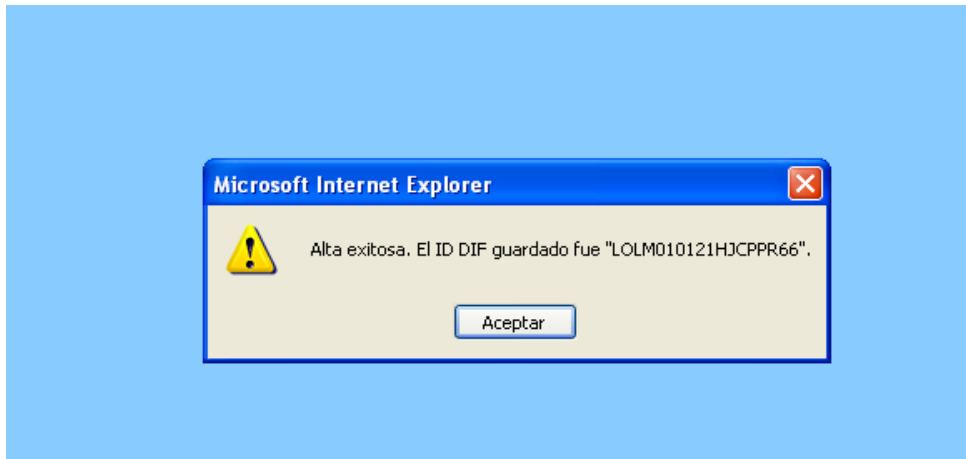 Microsoft Internet Explorer
Alta exitosa. El ID DIF guardado fue "LOLM010121HJCPPR66".
Aceptar